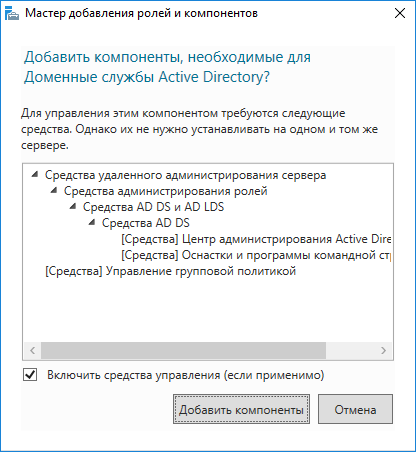 Мастер добавления ролей и компонентов
Добавить компоненты, необходимые для
Доменные службы Active Directory?
Для управления этим компонентом требуются следующие
средства. Однако их не нужно устанавливать на одном и том же
сервере.
Средства удаленного администрирования сервера
Средства администрирования ролей
Средства AD DS и AD LDS
Средства AD DS
[Средства] Центр администрирования Active Dire
[Средства] Оснастки и программы командной ст
[Средства] Управление групповой политикой
Включить средства управления (если применимо)
Добавить компоненты
Отмена